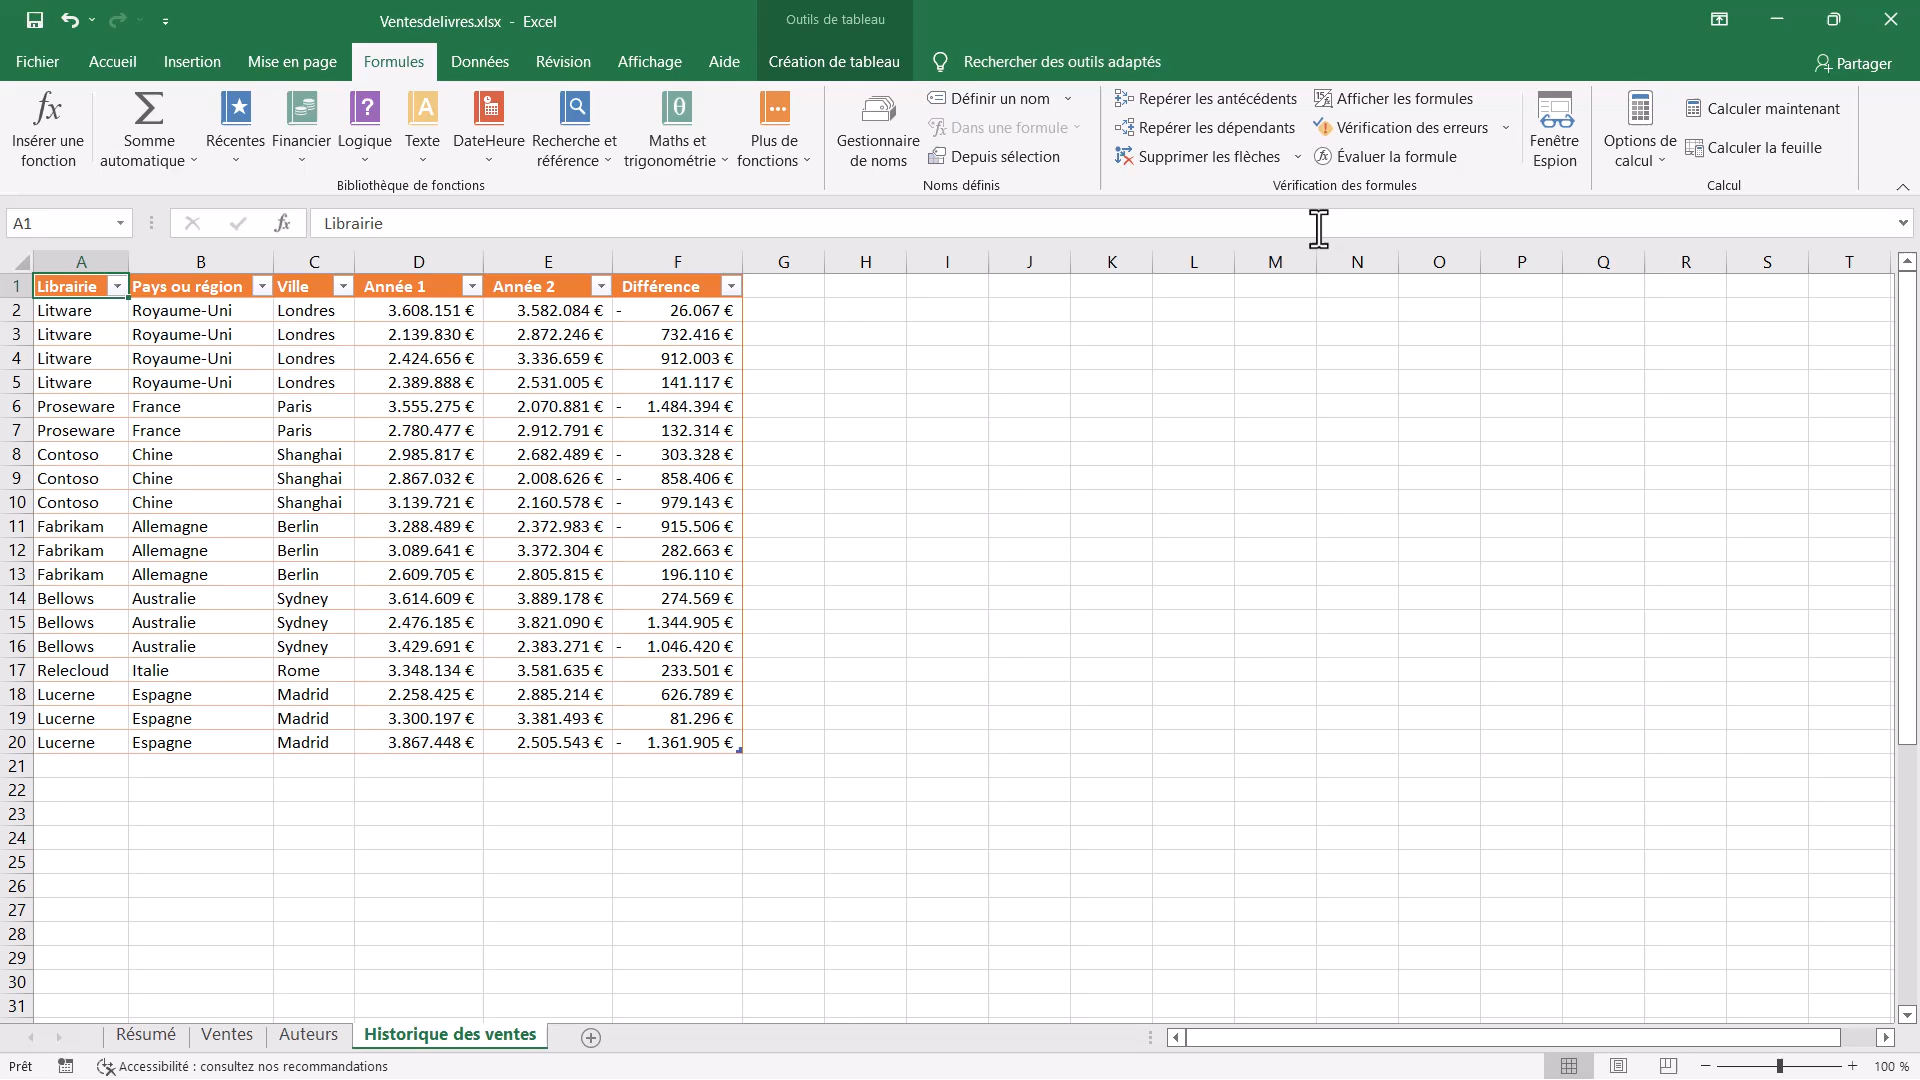 Ventesdelivres.xlsx - Excel
Outils de tableau
Fichier Accueil Insertion Mise en page Formules Données Révision Affichage Aide Création de tableau Rechercher des outils adaptés Partager
Insérer une fonction
Somme automatique
Récentes
Financier
Logique
Texte
DateHeure
Recherche et référence
Maths et trigonométrie
Plus de fonctions
Bibliothèque de fonctions
Gestionnaire de noms
Définir un nom
Dans une formule
Depuis sélection
Noms définis
Repérer les antécédents
Repérer les dépendants
Supprimer les flèches
Afficher les formules
Vérification des erreurs
Évaluer la formule
Fenêtre Espion
Vérification des formules
Options de calcul
Calculer maintenant
Calculer la feuille
Calcul
A1 fx Librairie
A B C D E F G H I J K L M N O P Q R S T
1 Librairie Pays ou région Ville Année 1 Année 2 Différence
2 Litware Royaume-Uni Londres 3.608.151 € 3.582.084 € - 26.067 €
3 Litware Royaume-Uni Londres 2.139.830 € 2.872.246 € 732.416 €
4 Litware Royaume-Uni Londres 2.424.656 € 3.336.659 € 912.003 €
5 Litware Royaume-Uni Londres 2.389.888 € 2.531.005 € 141.117 €
6 Proseware France Paris 3.555.275 € 2.070.881 € - 1.484.394 €
7 Proseware France Paris 2.780.477 € 2.912.791 € 132.314 €
8 Contoso Chine Shanghai 2.985.817 € 2.682.489 € - 303.328 €
9 Contoso Chine Shanghai 2.867.032 € 2.008.626 € - 858.406 €
10 Contoso Chine Shanghai 3.139.721 € 2.160.578 € - 979.143 €
11 Fabrikam Allemagne Berlin 3.288.489 € 2.372.983 € - 915.506 €
12 Fabrikam Allemagne Berlin 3.089.641 € 3.372.304 € 282.663 €
13 Fabrikam Allemagne Berlin 2.609.705 € 2.805.815 € 196.110 €
14 Bellows Australie Sydney 3.614.609 € 3.889.178 € 274.569 €
15 Bellows Australie Sydney 2.476.185 € 3.821.090 € 1.344.905 €
16 Bellows Australie Sydney 3.429.691 € 2.383.271 € - 1.046.420 €
17 Relecloud Italie Rome 3.348.134 € 3.581.635 € 233.501 €
18 Lucerne Espagne Madrid 2.258.425 € 2.885.214 € 626.789 €
19 Lucerne Espagne Madrid 3.300.197 € 3.381.493 € 81.296 €
20 Lucerne Espagne Madrid 3.867.448 € 2.505.543 € - 1.361.905 €
21
22
23
24
25
26
27
28
29
30
31
Résumé Ventes Auteurs Historique des ventes
Prêt Accessibilité : consultez nos recommandations 100 %